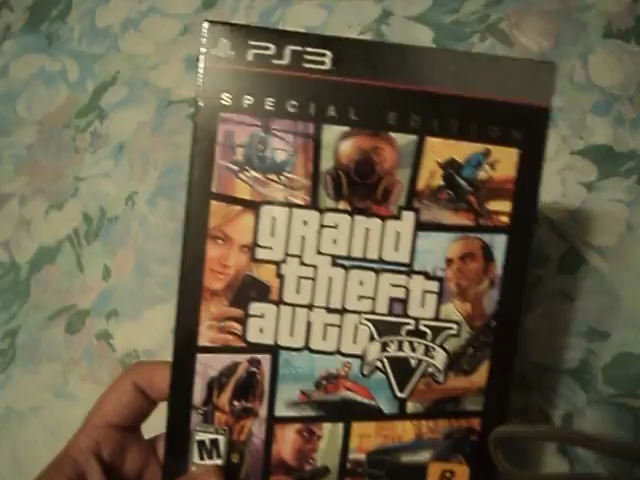 PS3
SPECIAL EDITION
grand
theft
auto
FIVE
V
M
R